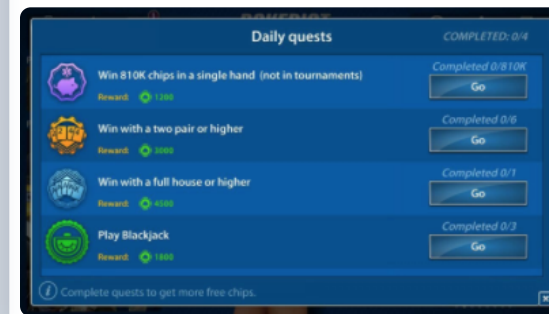 Daily quests
COMPLETED: 0/4
Win 810K chips in a single hand (not in tournaments)
Completed 0/810K
Reward: 1200
Go
Win with a two pair or higher
Completed 0/6
Reward: 3000
Go
Win with a full house or higher
Completed 0/1
Reward: 4500
Go
Play Blackjack
Completed 0/3
Reward: 1800
Go
Complete quests to get more free chips.